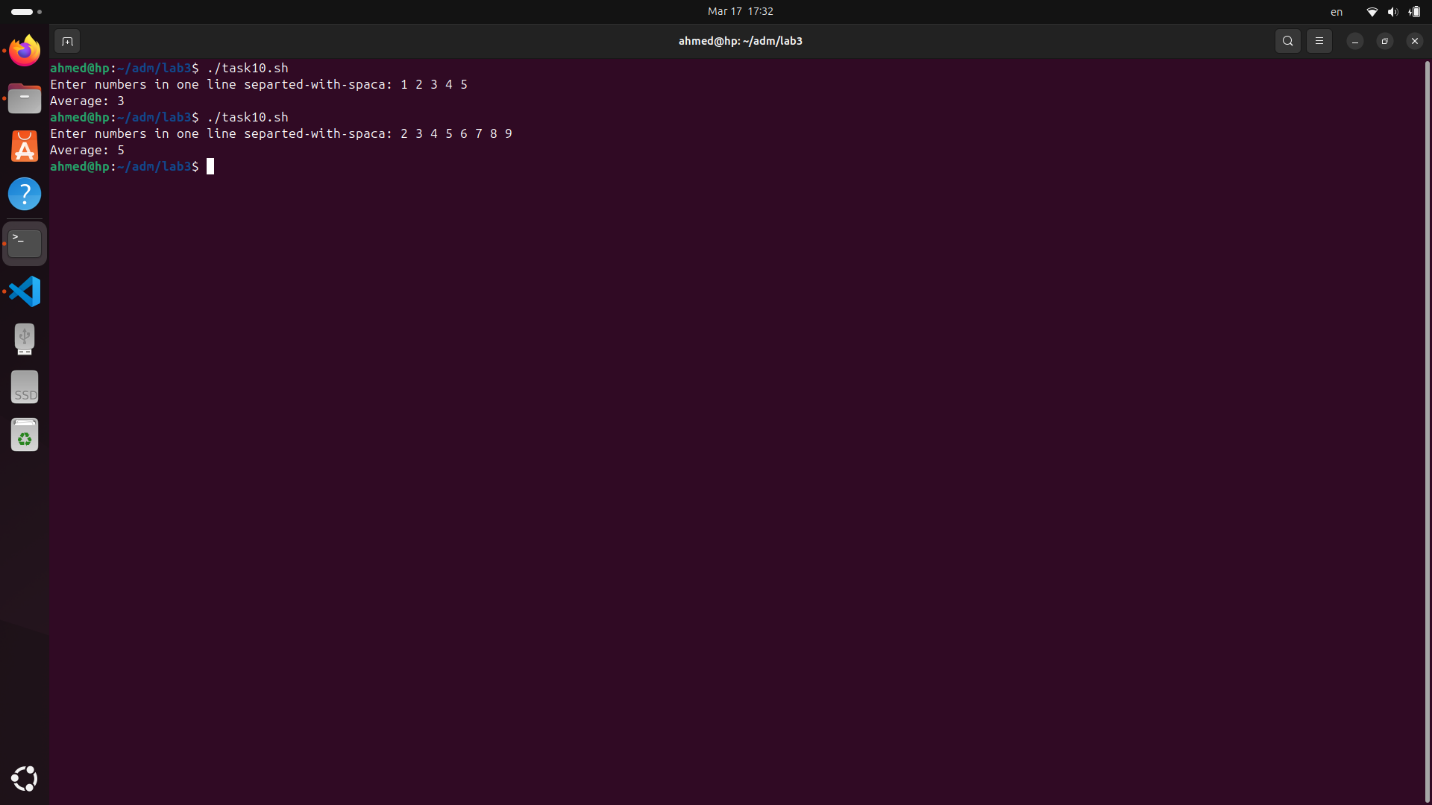 Mar 17 17:32
en
ahmed@hp: ~/adm/lab3
ahmed@hp:~/adm/lab3$ ./task10.sh
Enter numbers in one line separted-with-spaca: 1 2 3 4 5
Average: 3
ahmed@hp:~/adm/lab3$ ./task10.sh
Enter numbers in one line separted-with-spaca: 2 3 4 5 6 7 8 9
Average: 5
ahmed@hp:~/adm/lab3$
?
>_
SSD